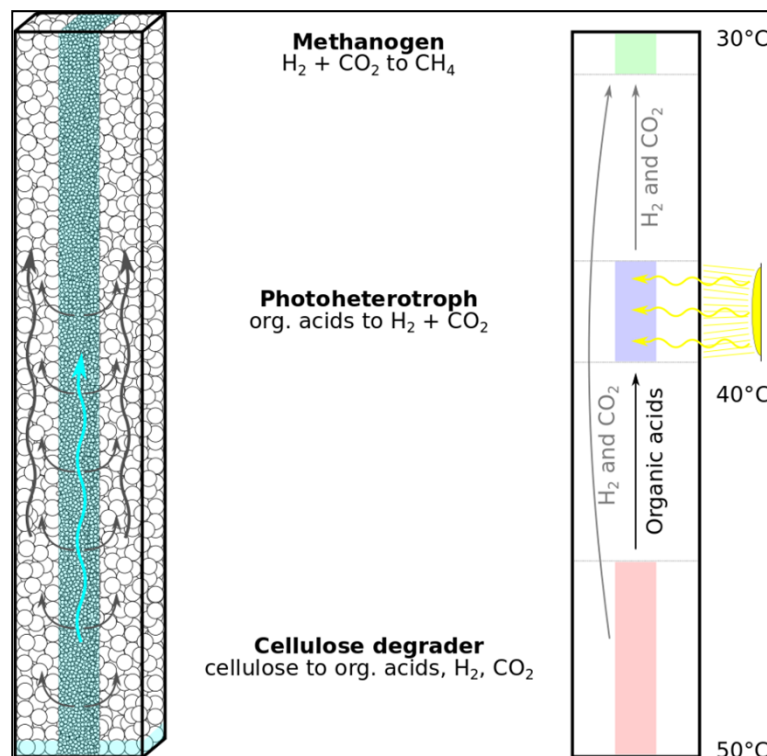 Methanogen
H₂ + CO₂ to CH₄
30°C
H₂ and CO₂
Photoheterotroph
org. acids to H₂ + CO₂
40°C
H₂ and CO₂
Organic acids
Cellulose degrader
cellulose to org. acids, H₂, CO₂
50°C